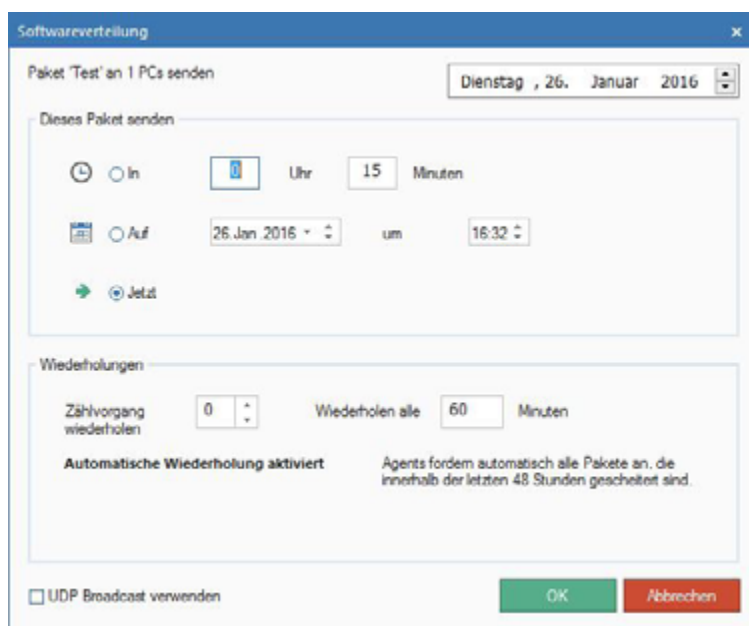 Softwareverteilung
Paket 'Test' an 1 PCs senden
Dienstag , 26. Januar 2016
Dieses Paket senden
In 0 Uhr 15 Minuten
Auf 26.Jan .2016 um 16:32
Jetzt
Wiederholungen
Zählvorgang wiederholen 0 Wiederholen alle 60 Minuten
Automatische Wiederholung aktiviert
Agents fordern automatisch alle Pakete an, die
innerhalb der letzten 48 Stunden gescheitert sind.
UDP Broadcast verwenden
OK
Abbrechen